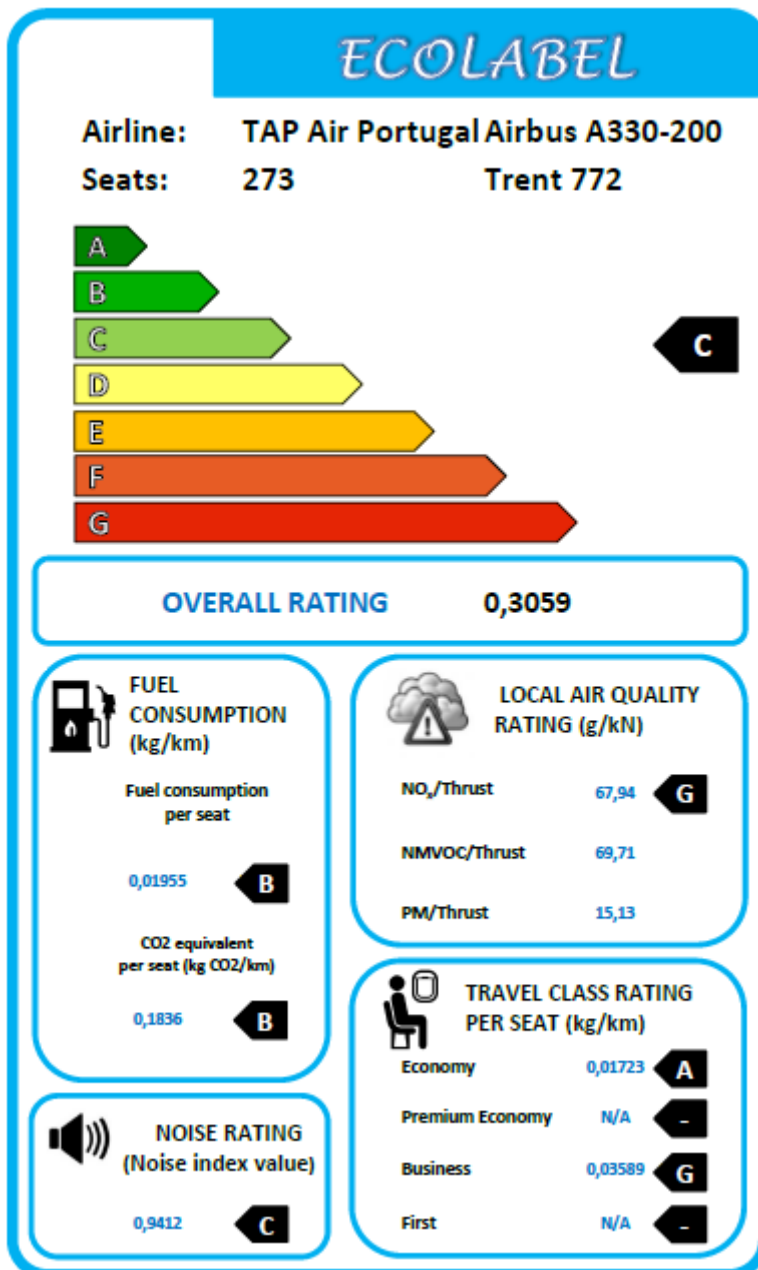 ECOLABEL
Airline: TAP Air Portugal Airbus A330-200
Seats: 273 Trent 772
A
B
C
C
D
E
F
G
OVERALL RATING 0,3059
FUEL
CONSUMPTION
(kg/km)
Fuel consumption
per seat
0,01955 B
CO2 equivalent
per seat (kg CO2/km)
0,1836 B
NOISE RATING
(Noise index value)
0,9412 C
LOCAL AIR QUALITY
RATING (g/kN)
NOₓ/Thrust 67,94 G
NMVOC/Thrust 69,71
PM/Thrust 15,13
TRAVEL CLASS RATING
PER SEAT (kg/km)
Economy 0,01723 A
Premium Economy N/A -
Business 0,03589 G
First N/A -